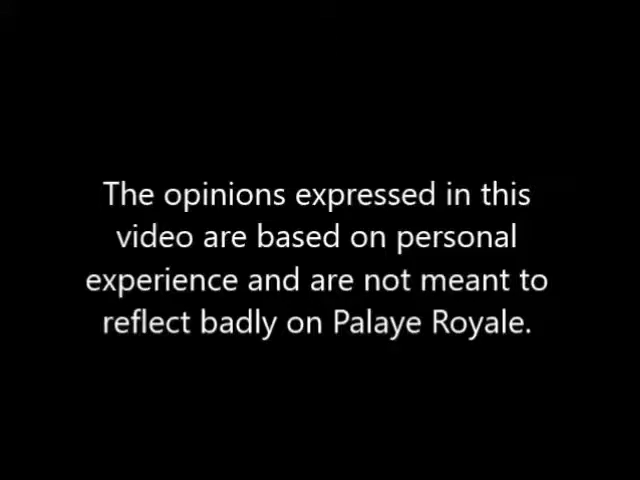 The opinions expressed in this
video are based on personal
experience and are not meant to
reflect badly on Palaye Royale.